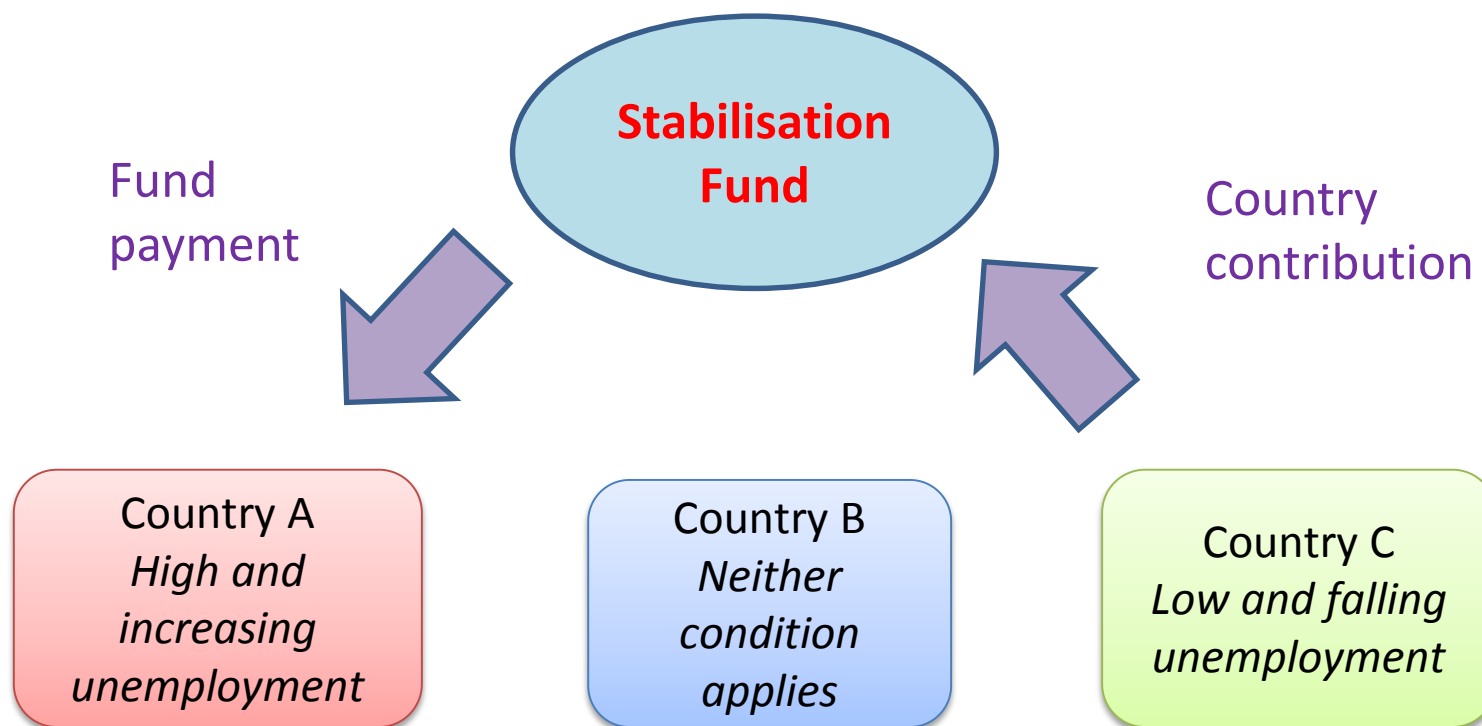 Stabilisation
Fund
Fund
payment
Country
contribution
Country A
High and
increasing
unemployment
Country B
Neither
condition
applies
Country C
Low and falling
unemployment